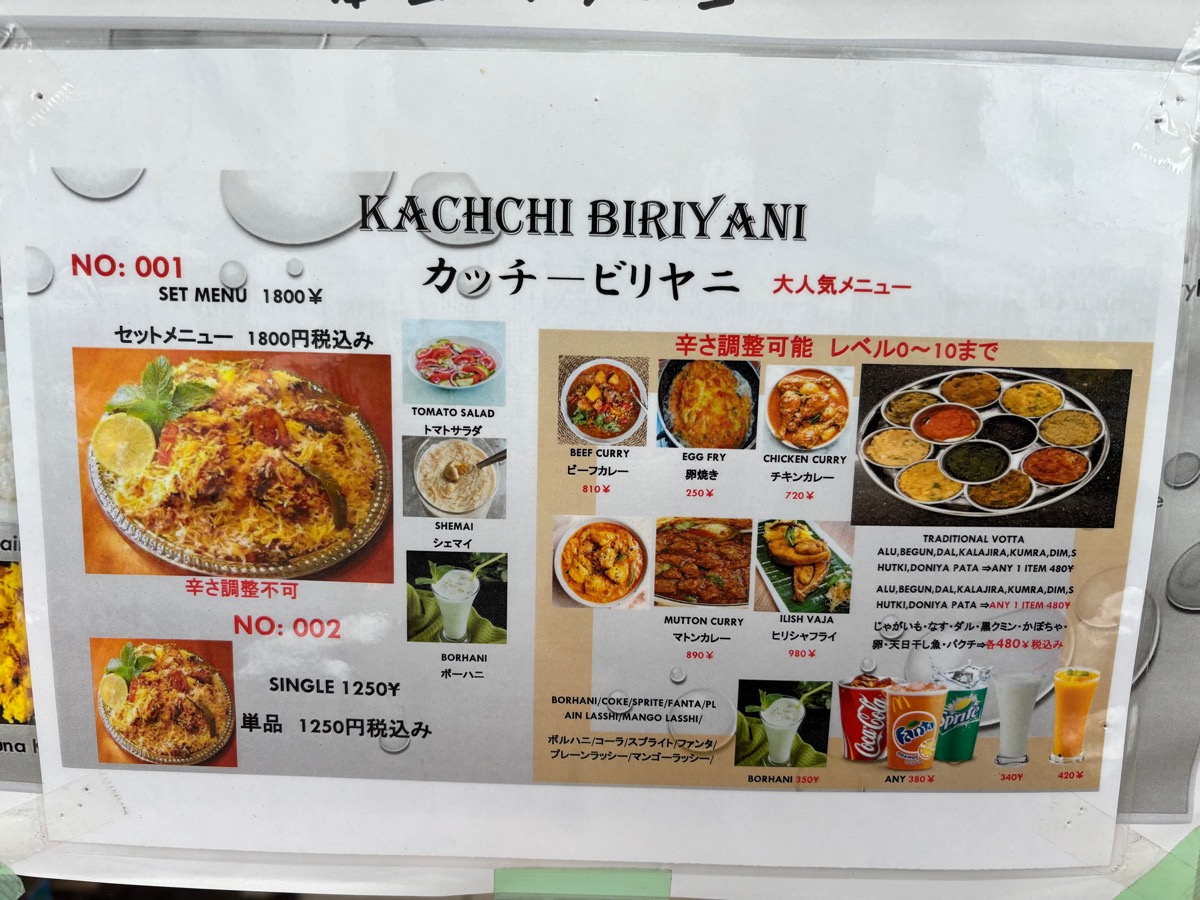 KACHCHI BIRIYANI
カッチービリヤニ 大人気メニュー
NO: 001
SET MENU 1800¥
セットメニュー 1800円税込み
TOMATO SALAD
トマトサラダ
SHEMAI
シェマイ
BORHANI
ボーハニ
辛さ調整不可
NO: 002
SINGLE 1250¥
単品 1250円税込み
辛さ調整可能 レベル0〜10まで
BEEF CURRY
ビーフカレー
810¥
EGG FRY
卵焼き
250¥
CHICKEN CURRY
チキンカレー
720¥
MUTTON CURRY
マトンカレー
890¥
ILISH VAJA
ヒリシャフライ
980¥
TRADITIONAL VOTTA
ALU,BEGUN,DAL,KALAJIRA,KUMRA,DIM,S
HUTKI,DONIYA PATA ⇒ANY 1 ITEM 480¥
ALU,BEGUN,DAL,KALAJIRA,KUMRA,DIM,S
HUTKI,DONIYA PATA ⇒ANY 1 ITEM 480¥
じゃがいも・なす・ダル・黒クミン・かぼちゃ・
卵・天日干し魚・パクチ⇒各480¥税込み
BORHANI/COKE/SPRITE/FANTA/PL
AIN LASSHI/MANGO LASSHI/
ボルハニ/コーラ/スプライト/ファンタ/
プレーンラッシー/マンゴーラッシー/
BORHANI 350¥
Coca-Cola
Fanta
Sprite
ANY 380¥
340¥
420¥